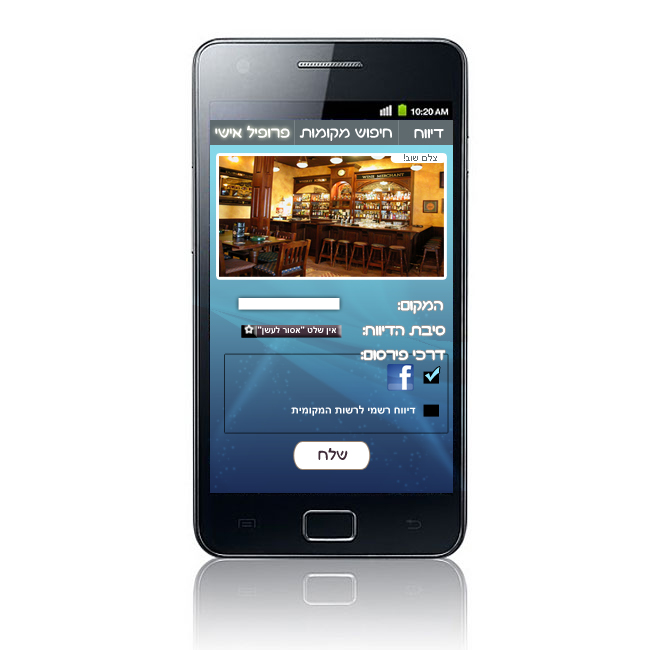 10:20 AM
דיווח חיפוש מקומות פרופיל אישי
צלם שוב!
WINE MERCHANT
המקום:
סיבת הדיווח: אין שלט "אסור לעשן"
דרכי פירסום:
f
דיווח רשמי לרשות המקומית
שלח